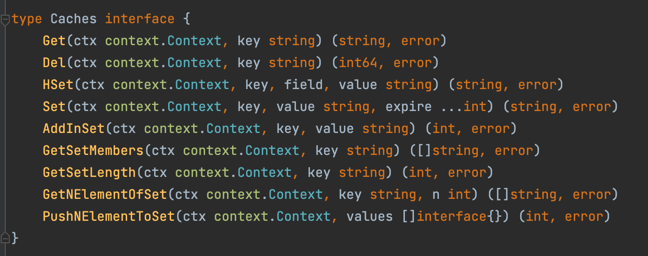 type Caches interface {
    Get(ctx context.Context, key string) (string, error)
    Del(ctx context.Context, key string) (int64, error)
    HSet(ctx context.Context, key, field, value string) (string, error)
    Set(ctx context.Context, key, value string, expire ...int) (string, error)
    AddInSet(ctx context.Context, key, value string) (int, error)
    GetSetMembers(ctx context.Context, key string) ([]string, error)
    GetSetLength(ctx context.Context, key string) (int, error)
    GetNElementOfSet(ctx context.Context, key string, n int) ([]string, error)
    PushNElementToSet(ctx context.Context, values []interface{}) (int, error)
}